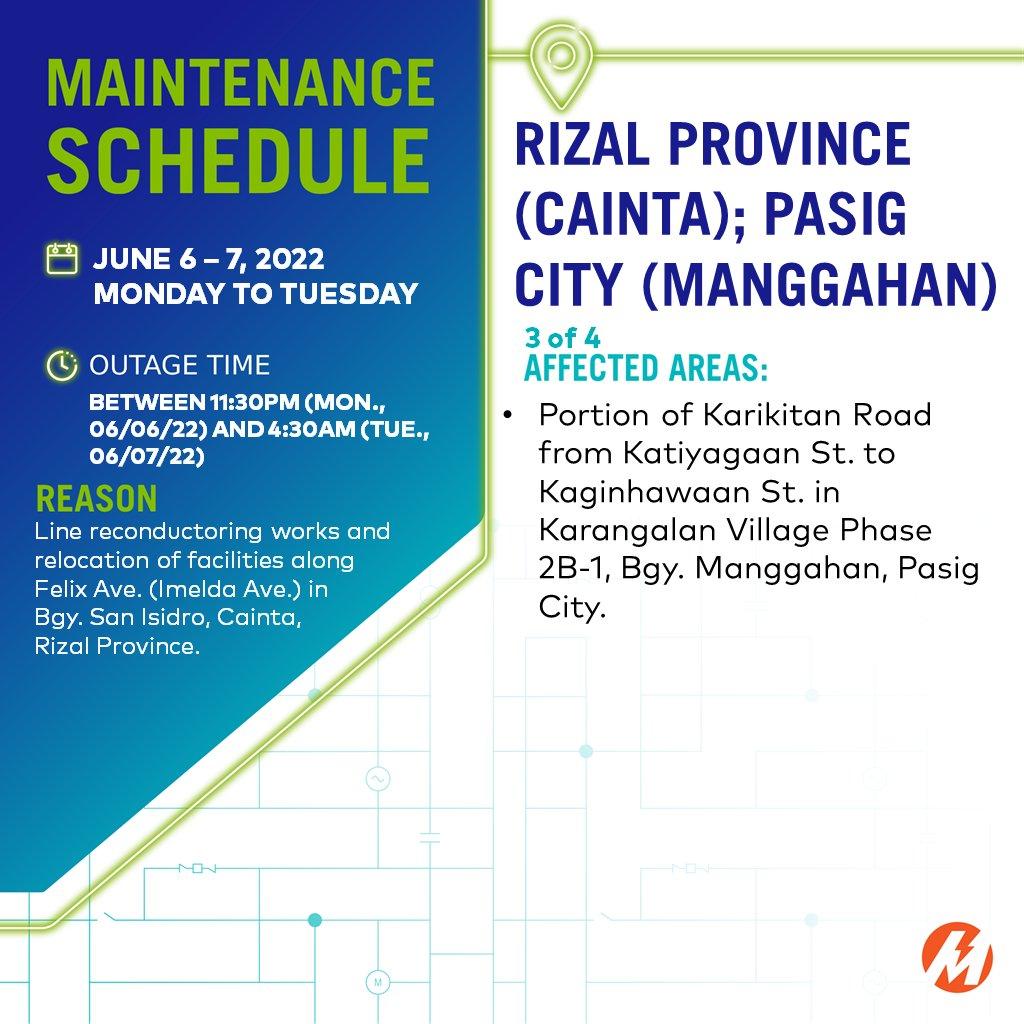 MAINTENANCE
SCHEDULE
JUNE 6 – 7, 2022
MONDAY TO TUESDAY
OUTAGE TIME
BETWEEN 11:30PM (MON.,
06/06/22) AND 4:30AM (TUE.,
06/07/22)
REASON
Line reconductoring works and
relocation of facilities along
Felix Ave. (Imelda Ave.) in
Bgy. San Isidro, Cainta,
Rizal Province.
RIZAL PROVINCE
(CAINTA); PASIG
CITY (MANGGAHAN)
3 of 4
AFFECTED AREAS:
• Portion of Karikitan Road
from Katiyagaan St. to
Kaginhawaan St. in
Karangalan Village Phase
2B-1, Bgy. Manggahan, Pasig
City.
M